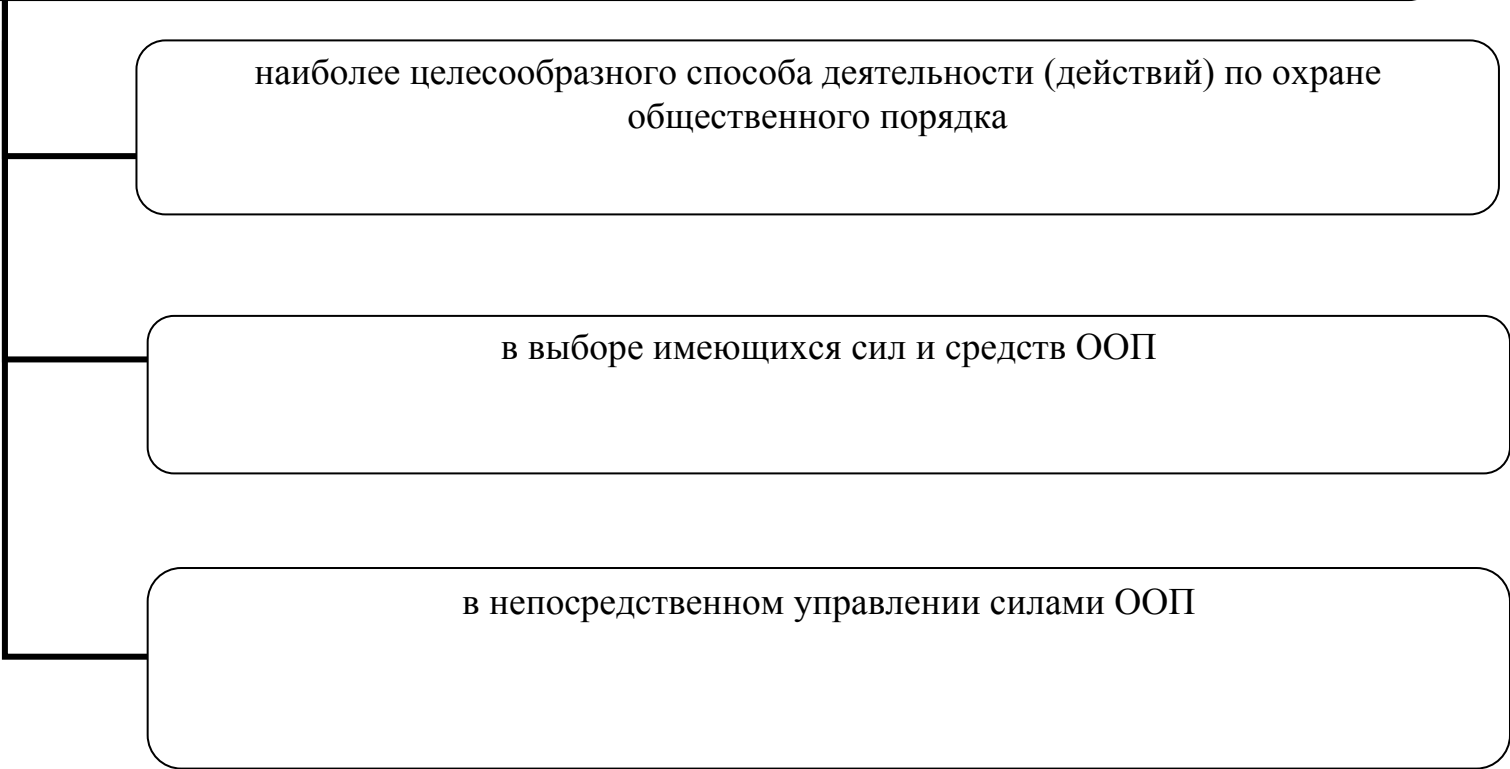 наиболее целесообразного способа деятельности (действий) по охране
общественного порядка
в выборе имеющихся сил и средств ООП
в непосредственном управлении силами ООП